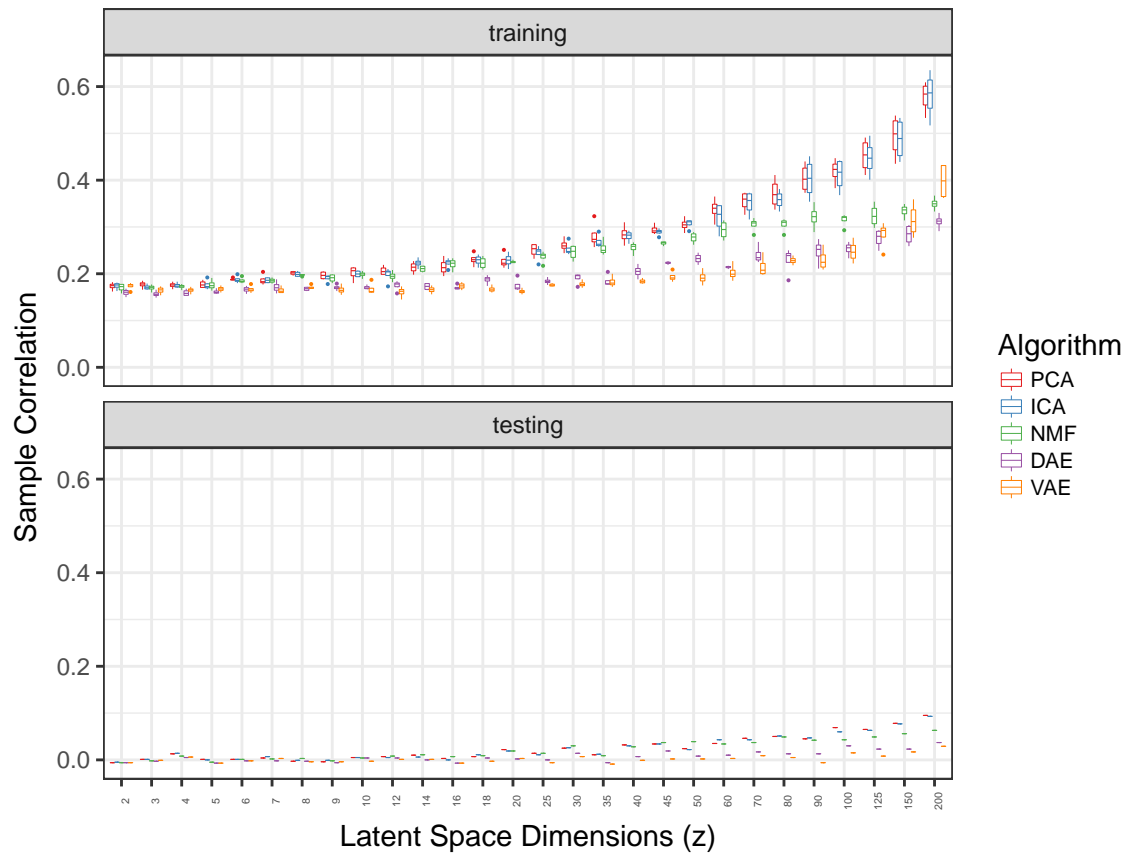 training
0.6
0.4
0.2
0.0
testing
0.6
0.4
0.2
0.0
Sample Correlation
2 3 4 5 6 7 8 9 10 12 14 16 18 20 25 30 35 40 45 50 60 70 80 90 100 125 150 200
Latent Space Dimensions (z)
Algorithm
PCA
ICA
NMF
DAE
VAE